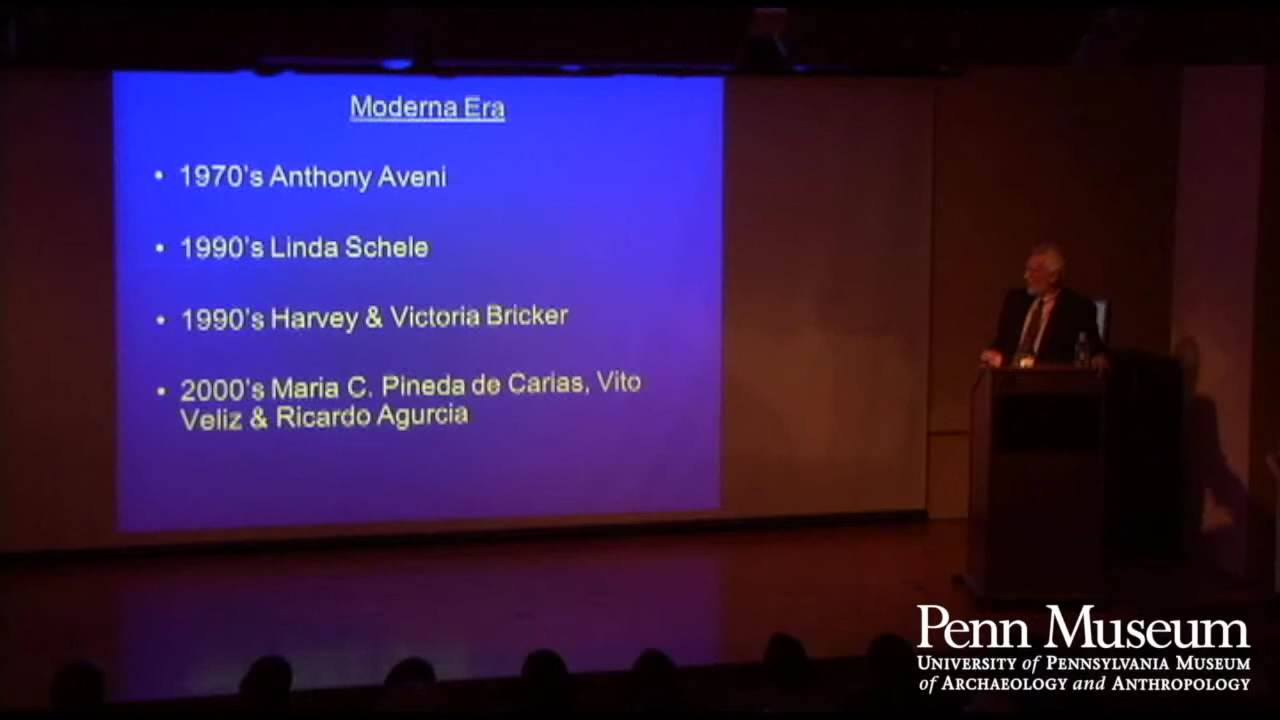 Moderna Era
• 1970's Anthony Aveni
• 1990's Linda Schele
• 1990's Harvey & Victoria Bricker
• 2000's Maria C. Pineda de Carias, Vito
Veliz & Ricardo Agurcia
Penn Museum
University of Pennsylvania Museum
of Archaeology and Anthropology